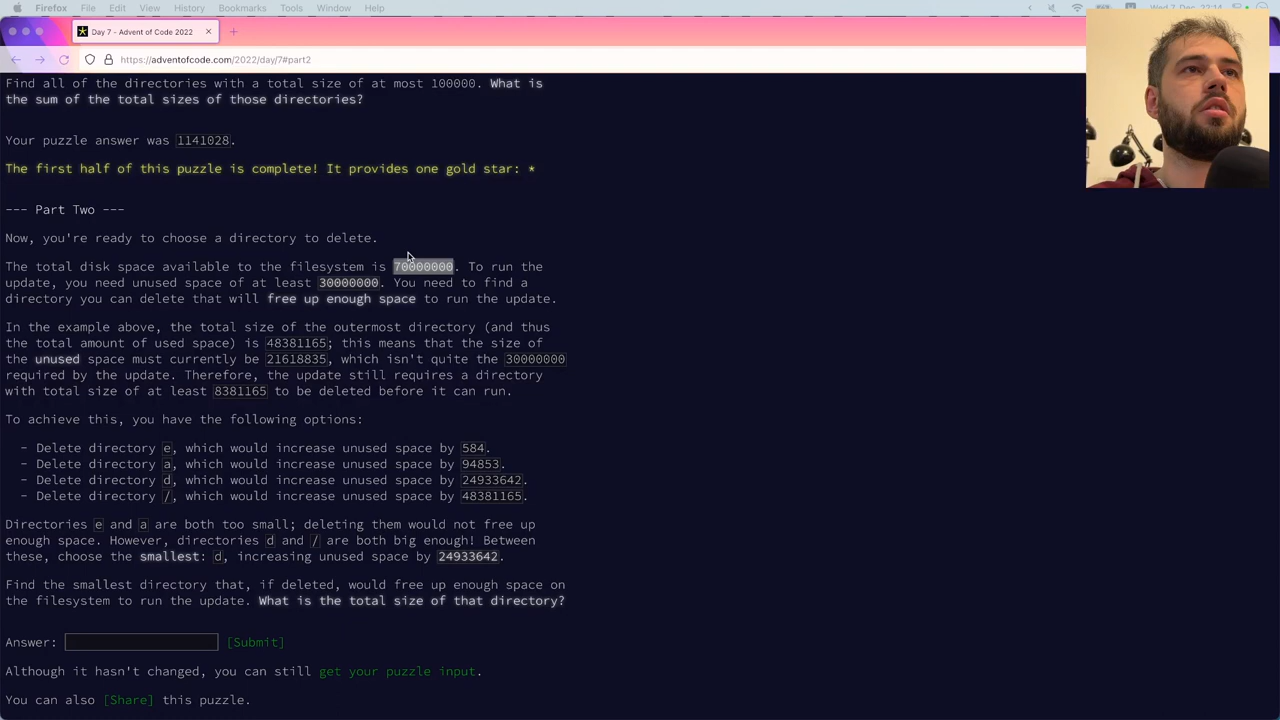 Firefox File Edit View History Bookmarks Tools Window Help
Day 7 - Advent of Code 2022
https://adventofcode.com/2022/day/7#part2
Find all of the directories with a total size of at most 100000. What is
the sum of the total sizes of those directories?
Your puzzle answer was 1141028.
The first half of this puzzle is complete! It provides one gold star: *
--- Part Two ---
Now, you're ready to choose a directory to delete.
The total disk space available to the filesystem is 70000000. To run the
update, you need unused space of at least 30000000. You need to find a
directory you can delete that will free up enough space to run the update.
In the example above, the total size of the outermost directory (and thus
the total amount of used space) is 48381165; this means that the size of
the unused space must currently be 21618835, which isn't quite the 30000000
required by the update. Therefore, the update still requires a directory
with total size of at least 8381165 to be deleted before it can run.
To achieve this, you have the following options:
- Delete directory e, which would increase unused space by 584.
- Delete directory a, which would increase unused space by 94853.
- Delete directory d, which would increase unused space by 24933642.
- Delete directory /, which would increase unused space by 48381165.
Directories e and a are both too small; deleting them would not free up
enough space. However, directories d and / are both big enough! Between
these, choose the smallest: d, increasing unused space by 24933642.
Find the smallest directory that, if deleted, would free up enough space on
the filesystem to run the update. What is the total size of that directory?
Answer: [Submit]
Although it hasn't changed, you can still get your puzzle input.
You can also [Share] this puzzle.